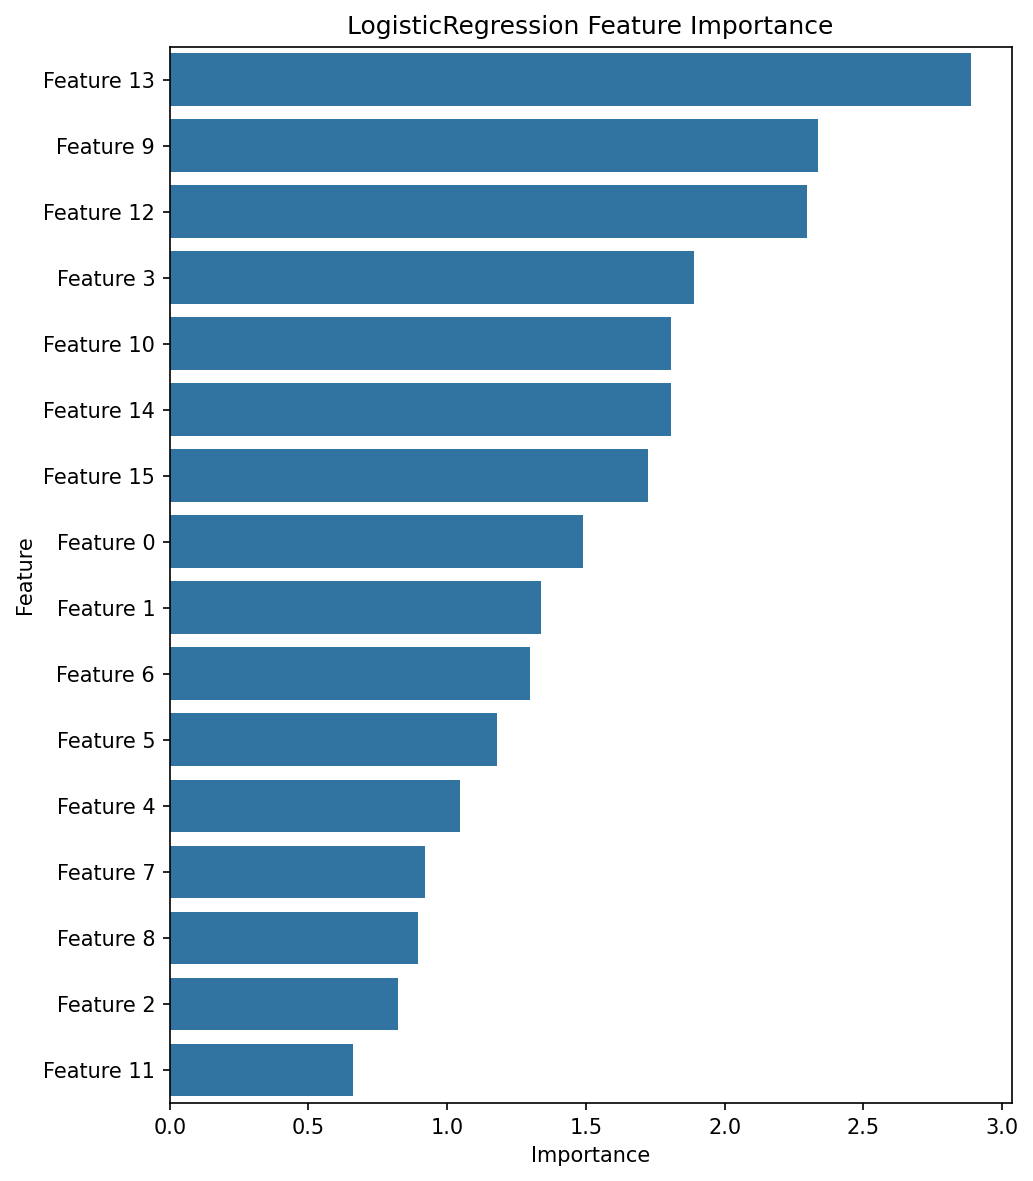 LogisticRegression Feature Importance
Feature 13
Feature 9
Feature 12
Feature 3
Feature 10
Feature 14
Feature 15
Feature 0
Feature 1
Feature 6
Feature 5
Feature 4
Feature 7
Feature 8
Feature 2
Feature 11
Feature
0.0 0.5 1.0 1.5 2.0 2.5 3.0
Importance